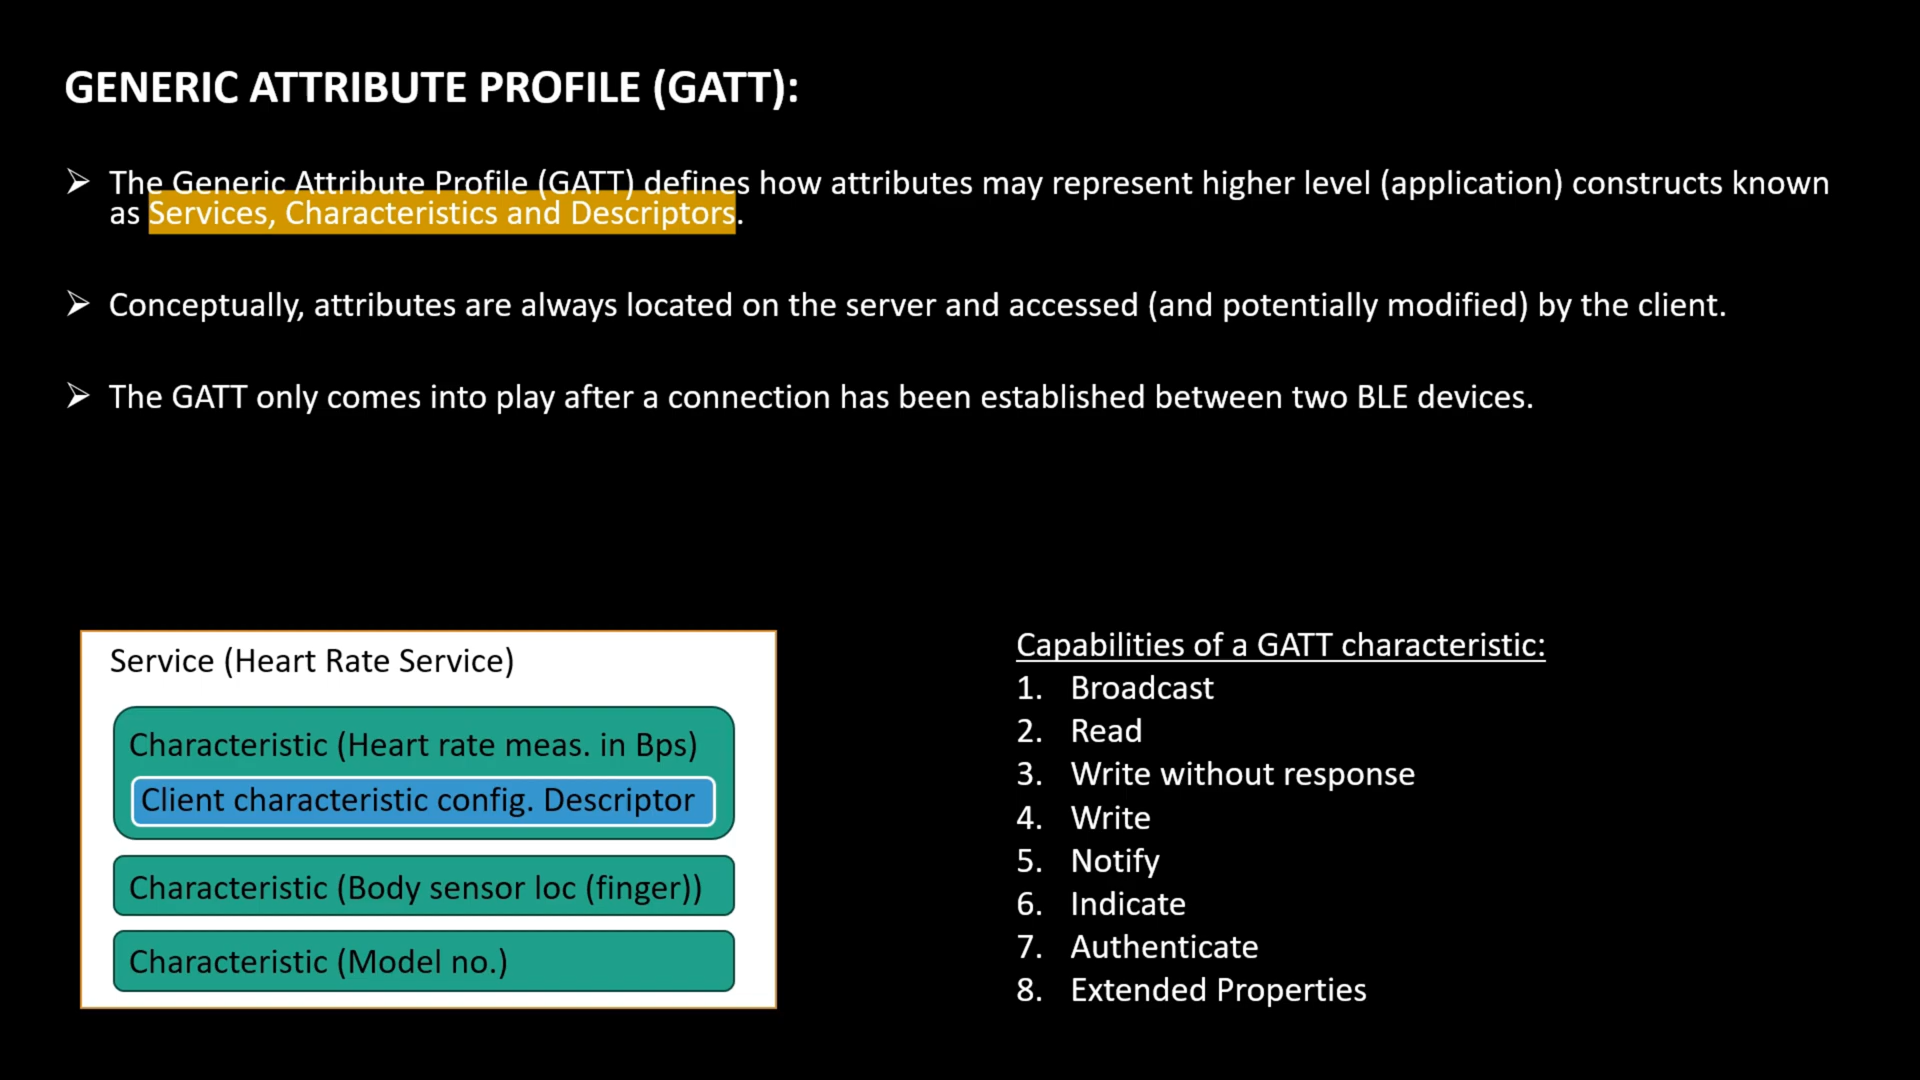 GENERIC ATTRIBUTE PROFILE (GATT):
➢ The Generic Attribute Profile (GATT) defines how attributes may represent higher level (application) constructs known
as Services, Characteristics and Descriptors.
➢ Conceptually, attributes are always located on the server and accessed (and potentially modified) by the client.
➢ The GATT only comes into play after a connection has been established between two BLE devices.
Service (Heart Rate Service)
Characteristic (Heart rate meas. in Bps)
Client characteristic config. Descriptor
Characteristic (Body sensor loc (finger))
Characteristic (Model no.)
Capabilities of a GATT characteristic:
1. Broadcast
2. Read
3. Write without response
4. Write
5. Notify
6. Indicate
7. Authenticate
8. Extended Properties